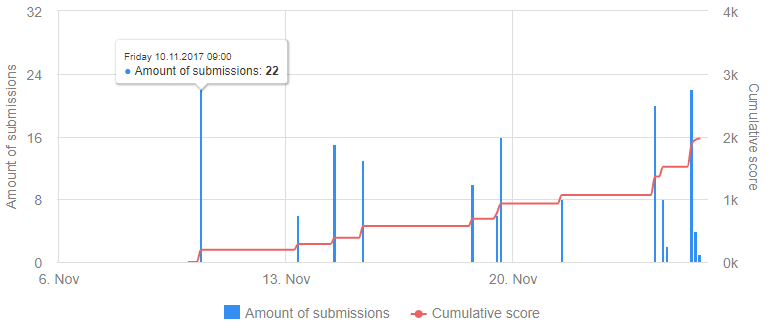 32
24
16
8
0
Amount of submissions
4k
3k
2k
1k
0k
Cumulative score
Friday 10.11.2017 09:00
● Amount of submissions: 22
6. Nov
13. Nov
20. Nov
Amount of submissions
Cumulative score